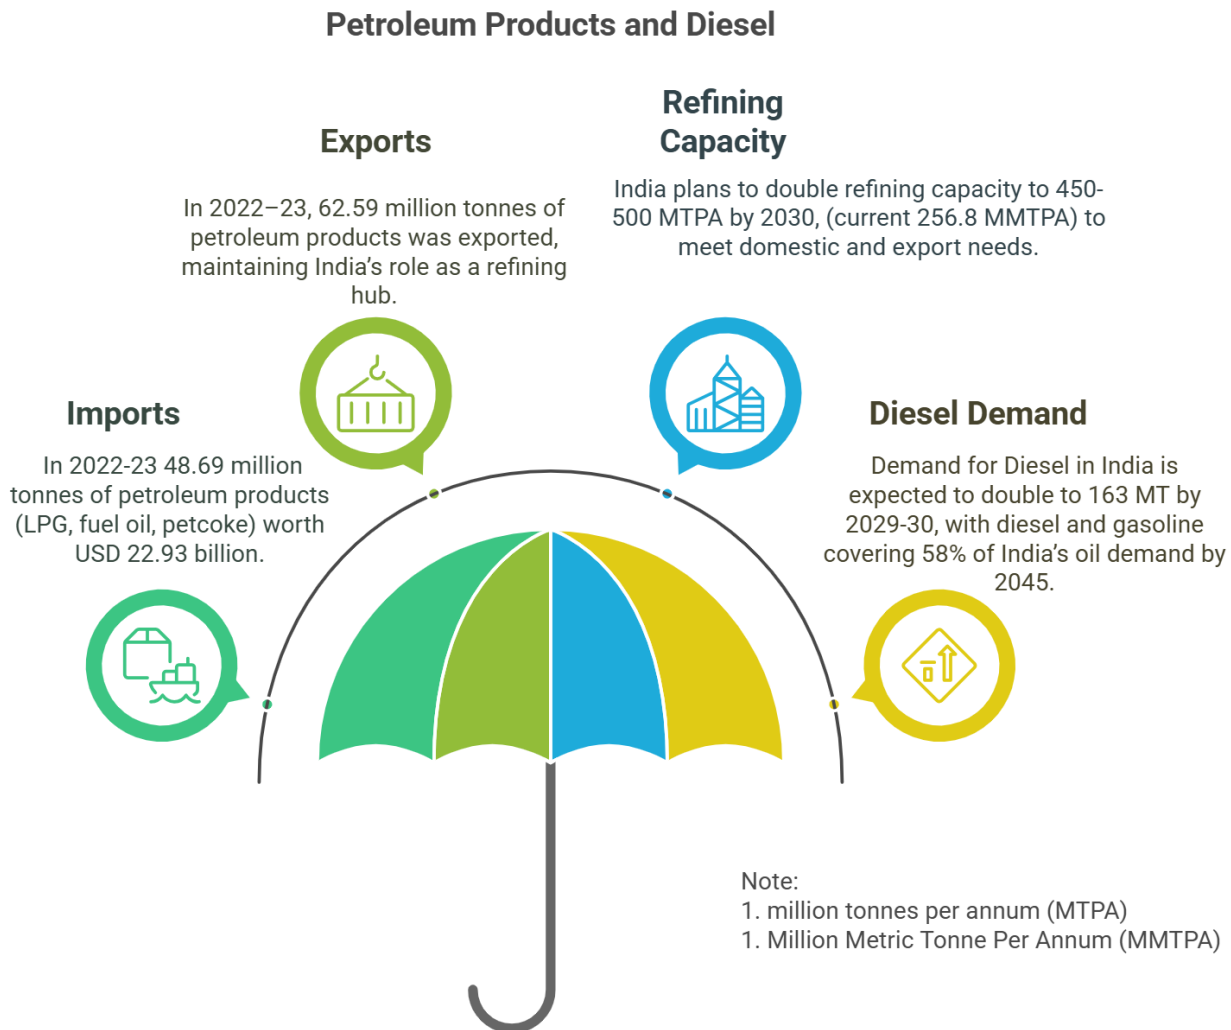 Petroleum Products and Diesel
Exports
In 2022–23, 62.59 million tonnes of
petroleum products was exported,
maintaining India's role as a refining
hub.
Refining
Capacity
India plans to double refining capacity to 450-
500 MTPA by 2030, (current 256.8 MMTPA) to
meet domestic and export needs.
Imports
In 2022-23 48.69 million
tonnes of petroleum products
(LPG, fuel oil, petcoke) worth
USD 22.93 billion.
Diesel Demand
Demand for Diesel in India is
expected to double to 163 MT by
2029-30, with diesel and gasoline
covering 58% of India's oil demand by
2045.
Note:
1. million tonnes per annum (MTPA)
1. Million Metric Tonne Per Annum (MMTPA)